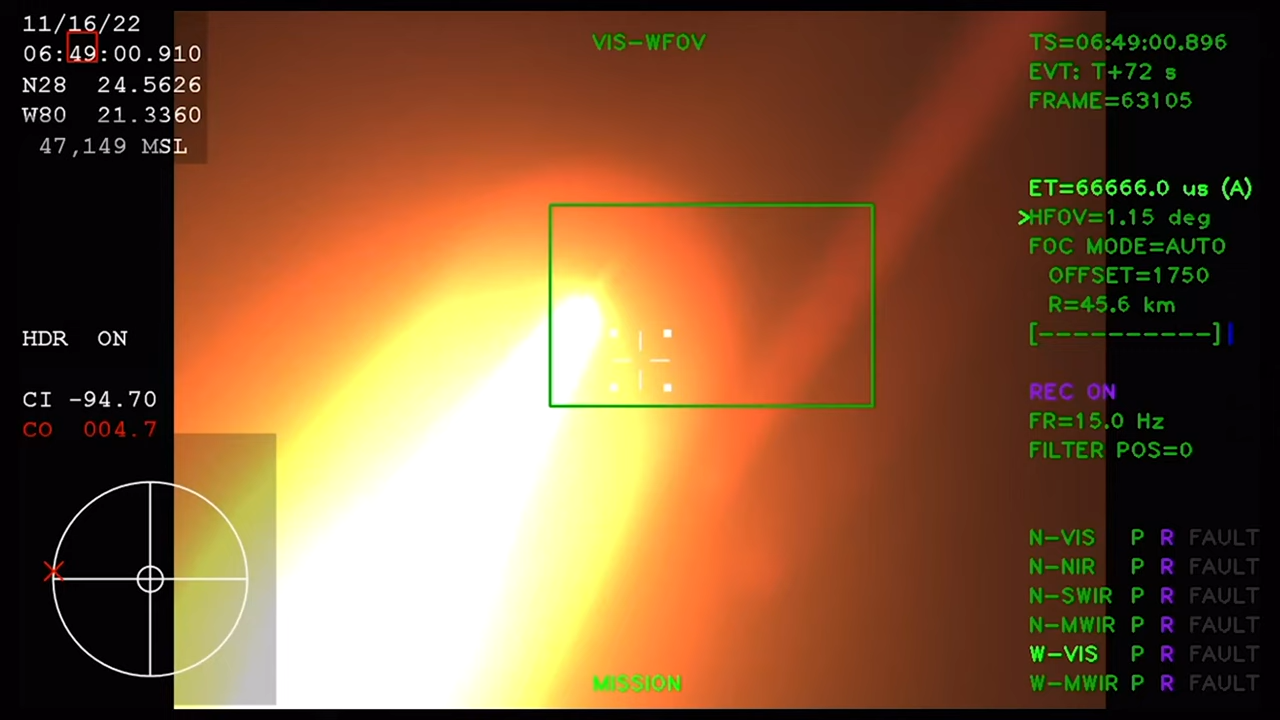 11/16/22
06:49:00.910
N28 24.5626
W80 21.3360
47,149 MSL
HDR ON
CI -94.70
CO 004.7
VIS-WFOV
MISSION
TS=06:49:00.896
EVT: T+72 s
FRAME=63105
ET=66666.0 us (A)
>HFOV=1.15 deg
FOC MODE=AUTO
OFFSET=1750
R=45.6 km
[----------]|
REC ON
FR=15.0 Hz
FILTER POS=0
N-VIS P R FAULT
N-NIR P R FAULT
N-SWIR P R FAULT
N-MWIR P R FAULT
W-VIS P R FAULT
W-MWIR P R FAULT